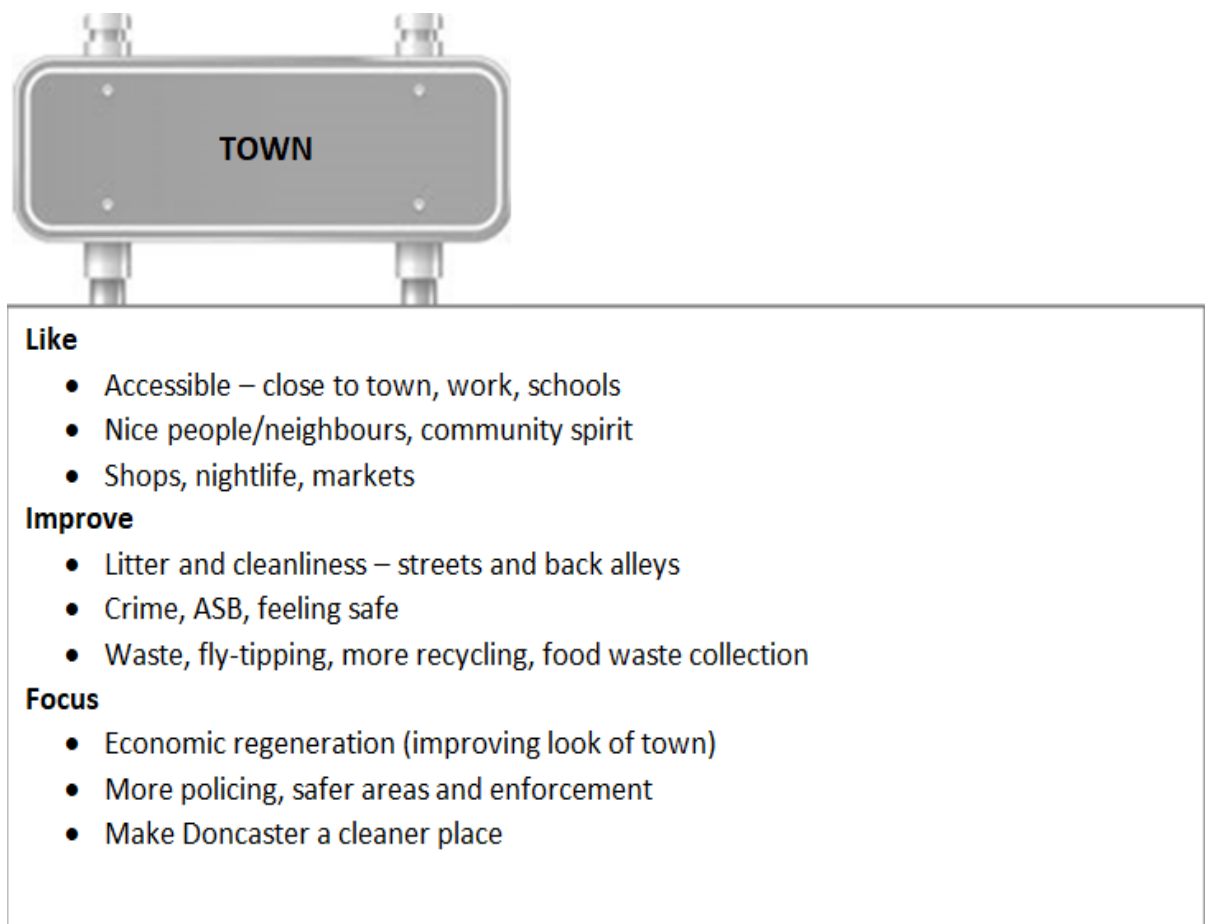 TOWN
Like
• Accessible – close to town, work, schools
• Nice people/neighbours, community spirit
• Shops, nightlife, markets
Improve
• Litter and cleanliness – streets and back alleys
• Crime, ASB, feeling safe
• Waste, fly-tipping, more recycling, food waste collection
Focus
• Economic regeneration (improving look of town)
• More policing, safer areas and enforcement
• Make Doncaster a cleaner place